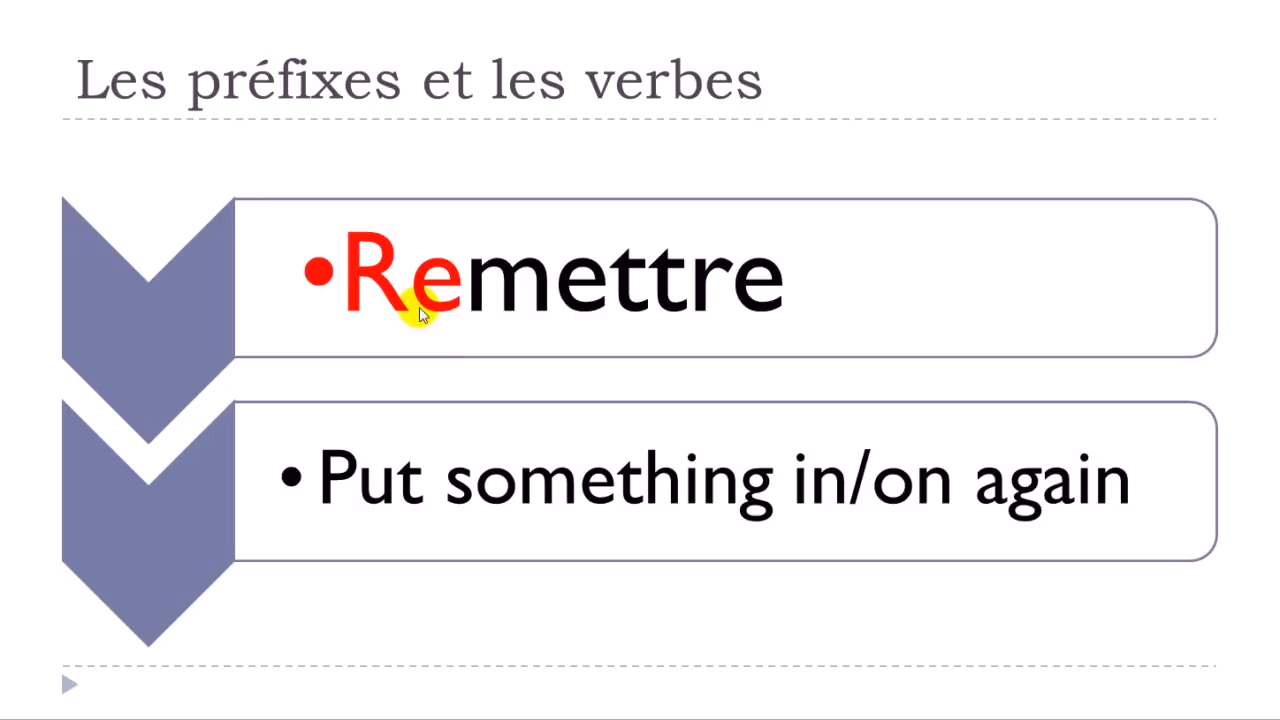 Les préfixes et les verbes
•Remettre
• Put something in/on again